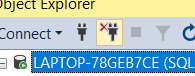 Object Explorer
Connect
LAPTOP-78GEB7CE (SQL